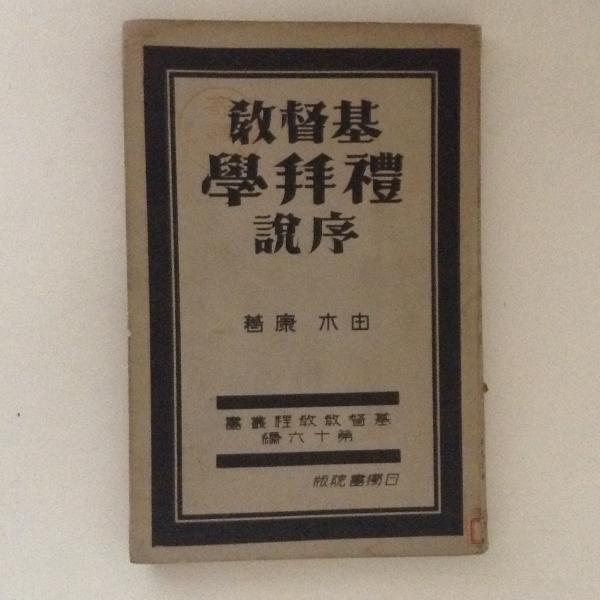 基督教
禮拜學
序說
由木康著
基督教教程叢書
第十六編
日獨書院版